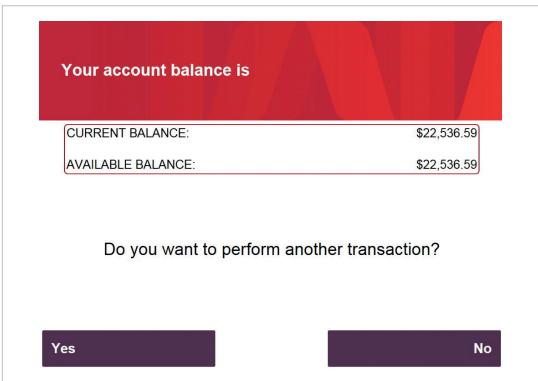 Your account balance is
CURRENT BALANCE: $22,536.59
AVAILABLE BALANCE: $22,536.59
Do you want to perform another transaction?
Yes No